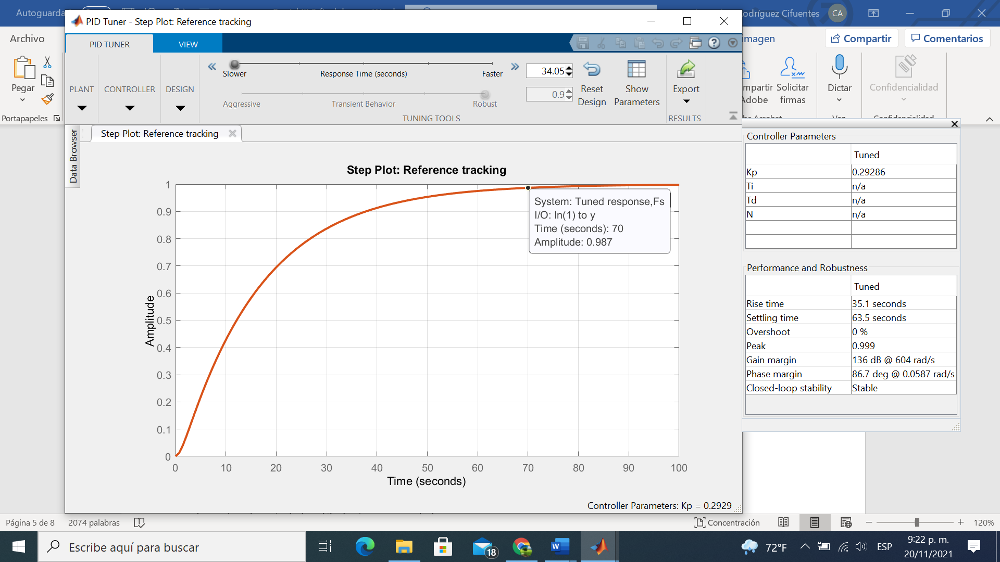 Autoguarda
odríguez Cifuentes
CA
PID Tuner - Step Plot: Reference tracking
Archivo
imagen
Compartir
Comentarios
PID TUNER
VIEW
Pegar
Portapapeles
PLANT
CONTROLLER
DESIGN
Slower
Response Time (seconds)
Faster
34.05
Aggressive
Transient Behavior
Robust
0.9
Reset
Design
Show
Parameters
Export
TUNING TOOLS
RESULTS
mpartir
Adobe
Solicitar
firmas
Dictar
Confidencialidad
Data Browser
Step Plot: Reference tracking
Step Plot: Reference tracking
1
0.9
0.8
0.7
0.6
0.5
0.4
0.3
0.2
0.1
0
Amplitude
System: Tuned response,Fs
I/O: In(1) to y
Time (seconds): 70
Amplitude: 0.987
0 10 20 30 40 50 60 70 80 90 100
Time (seconds)
Controller Parameters: Kp = 0.2929
Controller Parameters
Tuned
Kp 0.29286
Ti n/a
Td n/a
N n/a
Performance and Robustness
Tuned
Rise time 35.1 seconds
Settling time 63.5 seconds
Overshoot 0 %
Peak 0.999
Gain margin 136 dB @ 604 rad/s
Phase margin 86.7 deg @ 0.0587 rad/s
Closed-loop stability Stable
Página 5 de 8 2074 palabras
Concentración
120%
Escribe aquí para buscar
18
72°F
ESP
9:22 p. m.
20/11/2021